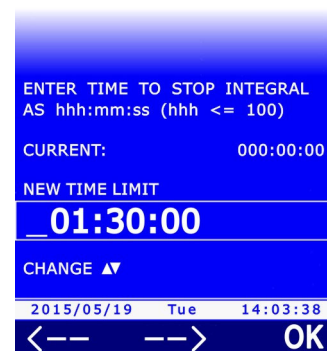 ENTER TIME TO STOP INTEGRAL
AS hhh:mm:ss (hhh <= 100)
CURRENT: 000:00:00
NEW TIME LIMIT
_01:30:00
CHANGE ▲▼
2015/05/19 Tue 14:03:38
<-- --> OK